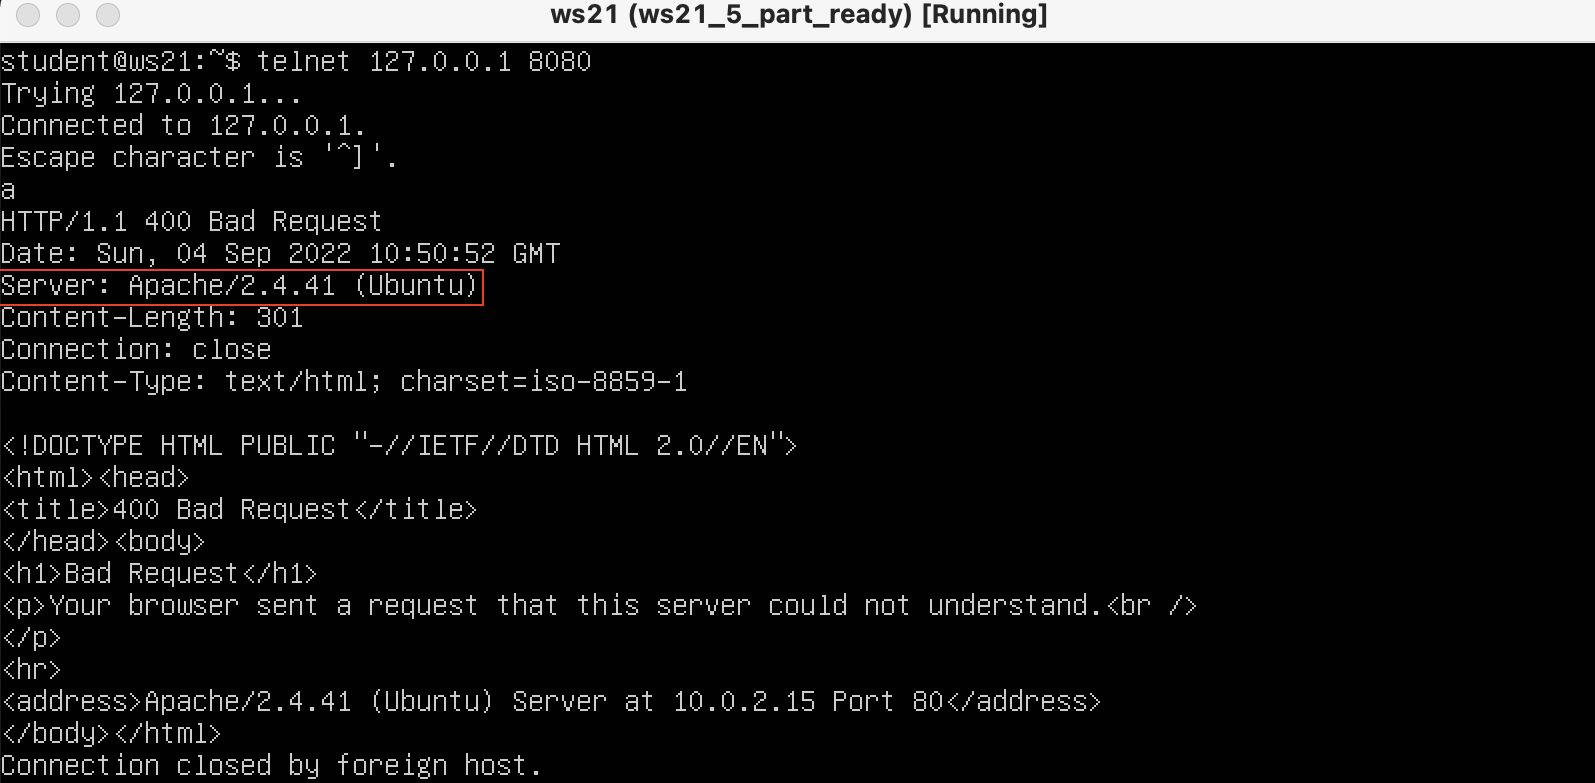 ws21 (ws21_5_part_ready) [Running]
student@ws21:~$ telnet 127.0.0.1 8080
Trying 127.0.0.1...
Connected to 127.0.0.1.
Escape character is '^]'.
a
HTTP/1.1 400 Bad Request
Date: Sun, 04 Sep 2022 10:50:52 GMT
Server: Apache/2.4.41 (Ubuntu)
Content-Length: 301
Connection: close
Content-Type: text/html; charset=iso-8859-1

<!DOCTYPE HTML PUBLIC "-//IETF//DTD HTML 2.0//EN">
<html><head>
<title>400 Bad Request</title>
</head><body>
<h1>Bad Request</h1>
<p>Your browser sent a request that this server could not understand.<br />
</p>
<hr>
<address>Apache/2.4.41 (Ubuntu) Server at 10.0.2.15 Port 80</address>
</body></html>
Connection closed by foreign host.